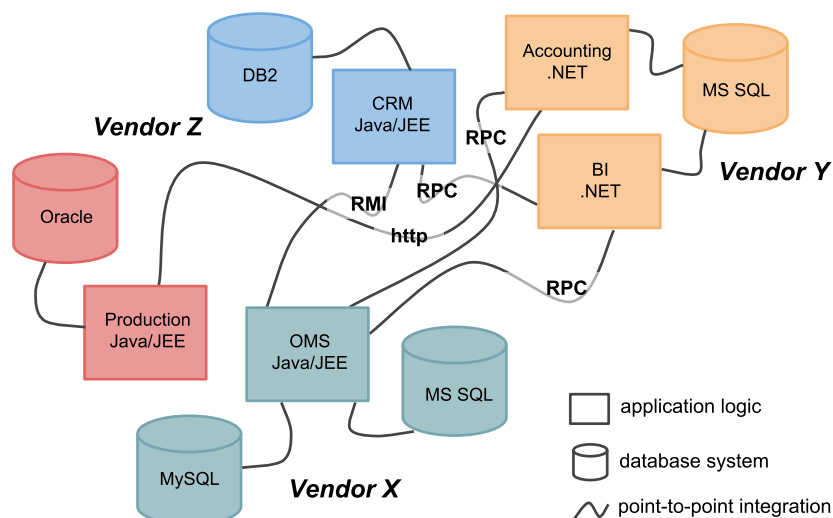 Accounting
.NET
DB2
MS SQL
CRM
Java/JEE
Vendor Z
RPC
Vendor Y
BI
.NET
RPC
RMI
Oracle
http
RPC
Production
Java/JEE
OMS
Java/JEE
MS SQL
application logic
MySQL
database system
Vendor X
point-to-point integration